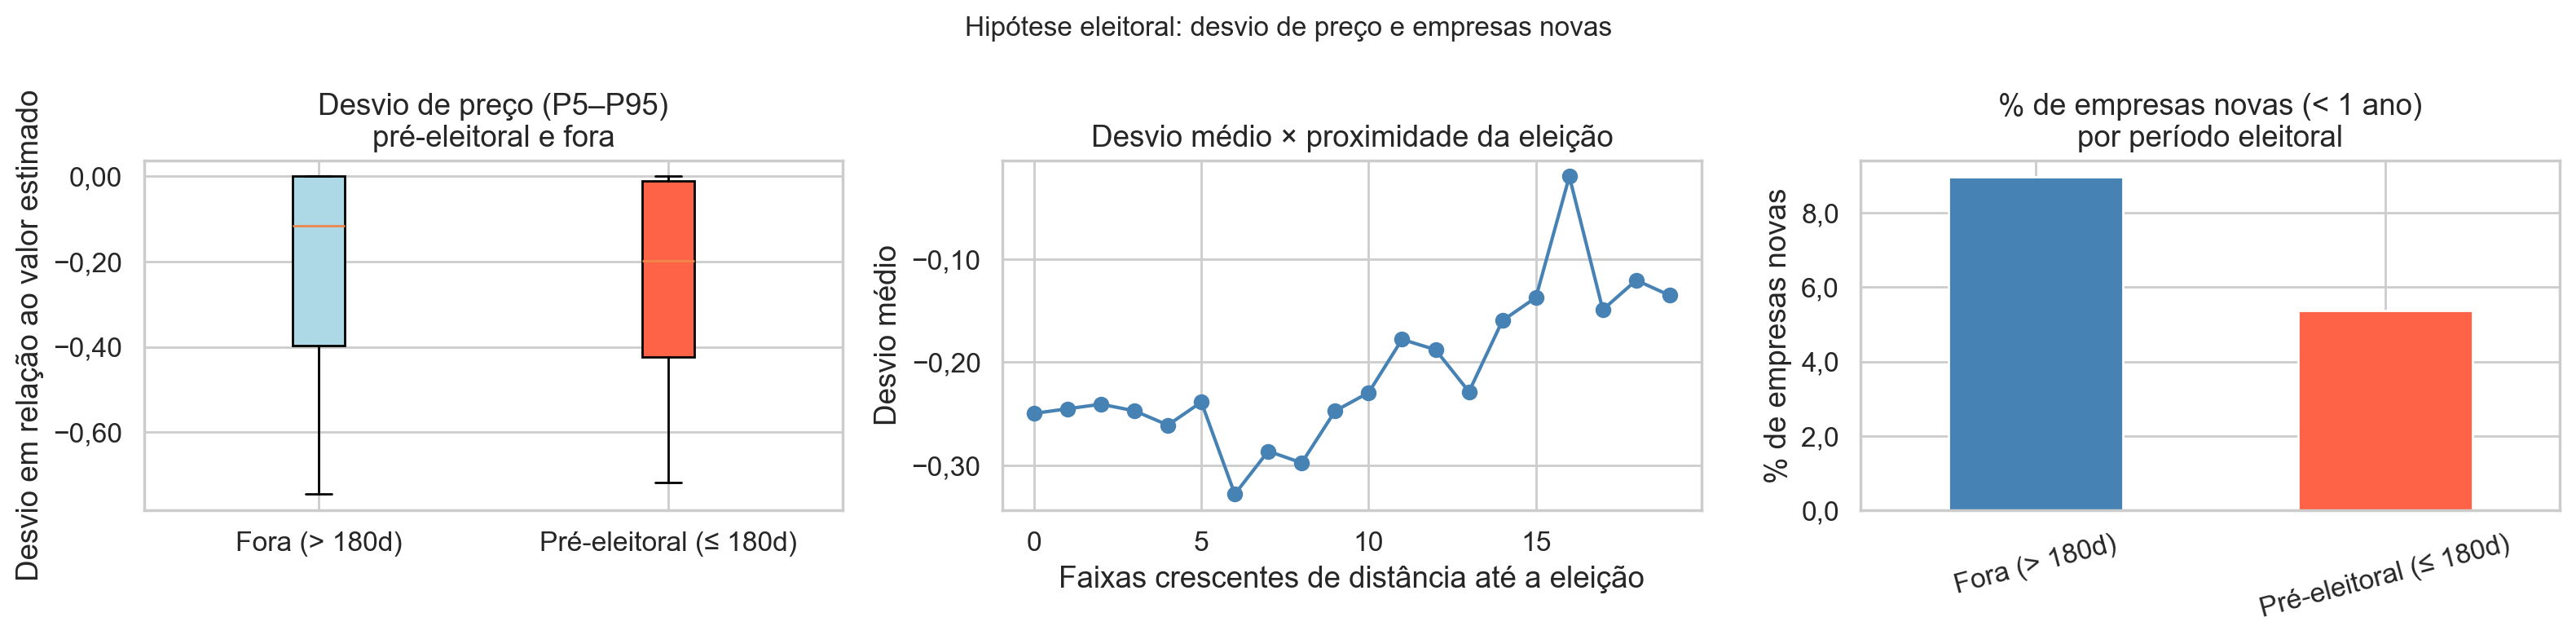 Hipótese eleitoral: desvio de preço e empresas novas
Desvio de preço (P5–P95)
pré-eleitoral e fora
Desvio em relação ao valor estimado
0,00
−0,20
−0,40
−0,60
Fora (> 180d)
Pré-eleitoral (≤ 180d)
Desvio médio × proximidade da eleição
Desvio médio
−0,10
−0,20
−0,30
0
5
10
15
Faixas crescentes de distância até a eleição
% de empresas novas (< 1 ano)
por período eleitoral
% de empresas novas
8,0
6,0
4,0
2,0
0,0
Fora (> 180d)
Pré-eleitoral (≤ 180d)